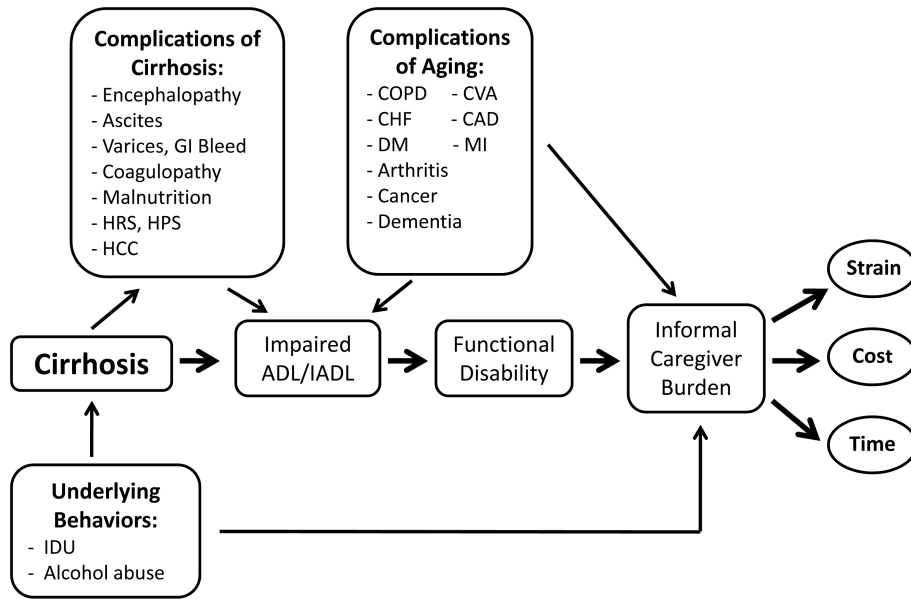 Complications of
Cirrhosis:
- Encephalopathy
- Ascites
- Varices, GI Bleed
- Coagulopathy
- Malnutrition
- HRS, HPS
- HCC
Complications
of Aging:
- COPD - CVA
- CHF - CAD
- DM - MI
- Arthritis
- Cancer
- Dementia
Cirrhosis
Impaired
ADL/IADL
Functional
Disability
Informal
Caregiver
Burden
Strain
Cost
Time
Underlying
Behaviors:
- IDU
- Alcohol abuse